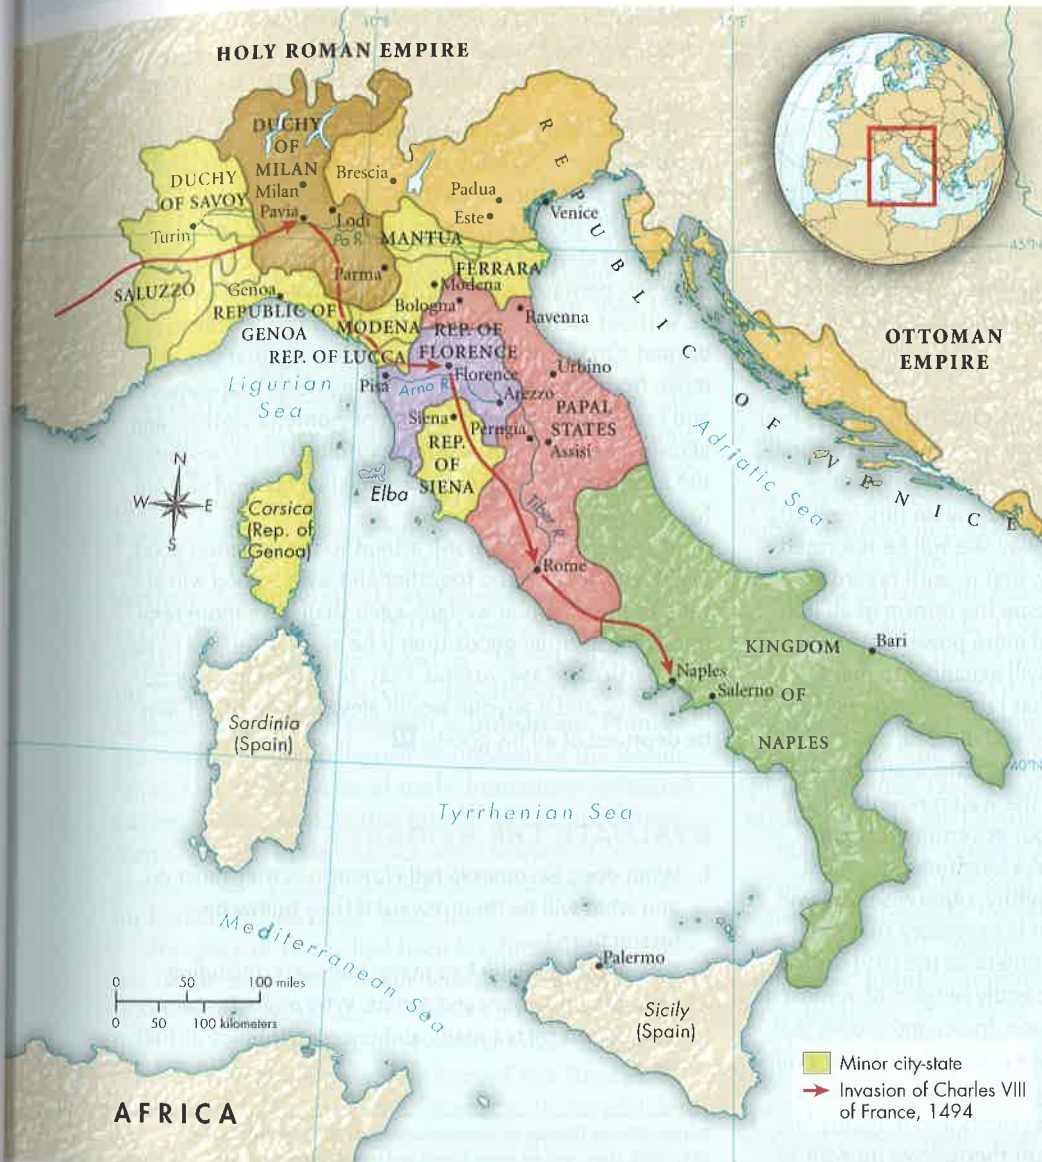 10°E
15°E
HOLY ROMAN EMPIRE
DUCHY
OF
MILAN
Milan
Pavia
Lodi
Po R.
Brescia
REPUBLIC OF VENICE
Padua
Este
Venice
DUCHY
OF SAVOY
Turin
MANTUA
45°N
Parma
FERRARA
Modena
SALUZZO
Genoa
Bologna
REPUBLIC OF
GENOA
MODENA
REP. OF
FLORENCE
Ravenna
REP. OF LUCCA
Florence
Urbino
OTTOMAN
EMPIRE
Ligurian
Sea
Pisa
Arno R.
Arezzo
Siena
Perugia
PAPAL
STATES
Assisi
REP.
OF
SIENA
Adriatic Sea
N
W
E
S
Elba
Corsica
(Rep. of
Genoa)
Tiber R.
Rome
KINGDOM
OF
NAPLES
Bari
Naples
Salerno
Sardinia
(Spain)
40°N
Tyrrhenian Sea
Mediterranean Sea
Palermo
Sicily
(Spain)
0 50 100 miles
0 50 100 kilometers
AFRICA
Minor city-state
Invasion of Charles VIII
of France, 1494